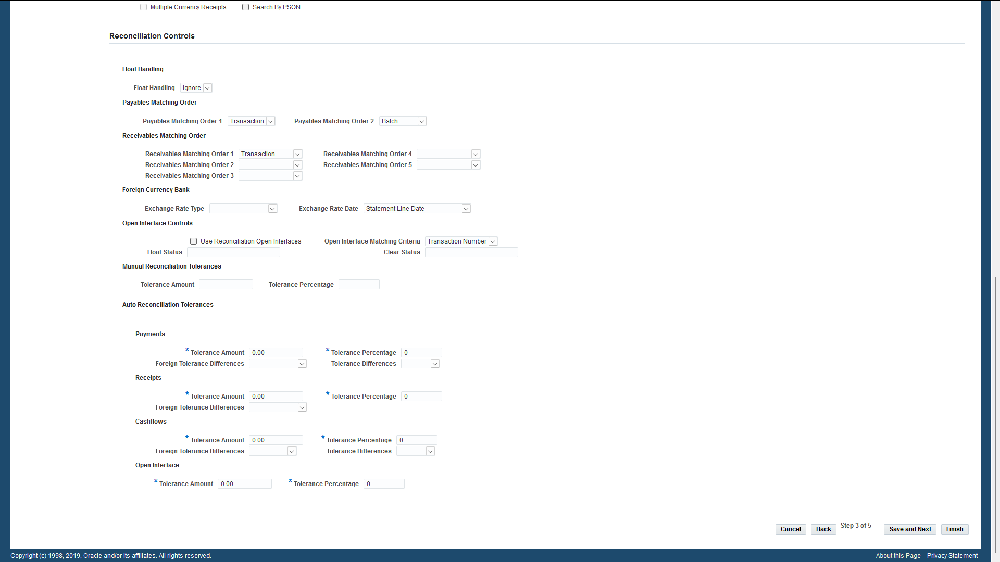 Multiple Currency Receipts Search By PSON
Reconciliation Controls
Float Handling
Float Handling Ignore
Payables Matching Order
Payables Matching Order 1 Transaction Payables Matching Order 2 Batch
Receivables Matching Order
Receivables Matching Order 1 Transaction Receivables Matching Order 4
Receivables Matching Order 2 Receivables Matching Order 5
Receivables Matching Order 3
Foreign Currency Bank
Exchange Rate Type Exchange Rate Date Statement Line Date
Open Interface Controls
Use Reconciliation Open Interfaces Open Interface Matching Criteria Transaction Number
Float Status Clear Status
Manual Reconciliation Tolerances
Tolerance Amount Tolerance Percentage
Auto Reconciliation Tolerances
Payments
* Tolerance Amount 0.00 * Tolerance Percentage 0
Foreign Tolerance Differences Tolerance Differences
Receipts
* Tolerance Amount 0.00 * Tolerance Percentage 0
Foreign Tolerance Differences
Cashflows
* Tolerance Amount 0.00 * Tolerance Percentage 0
Foreign Tolerance Differences Tolerance Differences
Open Interface
* Tolerance Amount 0.00 * Tolerance Percentage 0
Cancel Back Step 3 of 5 Save and Next Finish
Copyright (c) 1998, 2019, Oracle and/or its affiliates. All rights reserved. About this Page Privacy Statement